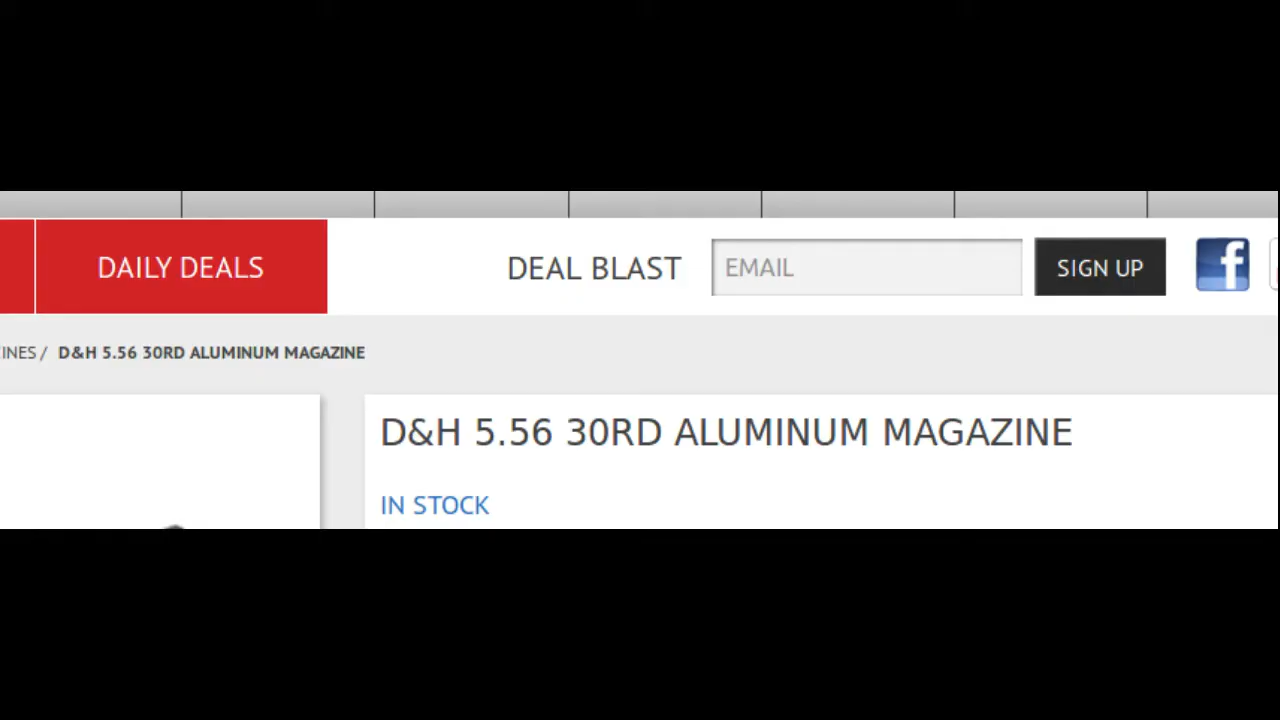 DAILY DEALS
DEAL BLAST
EMAIL
SIGN UP
INES / D&H 5.56 30RD ALUMINUM MAGAZINE
D&H 5.56 30RD ALUMINUM MAGAZINE
IN STOCK